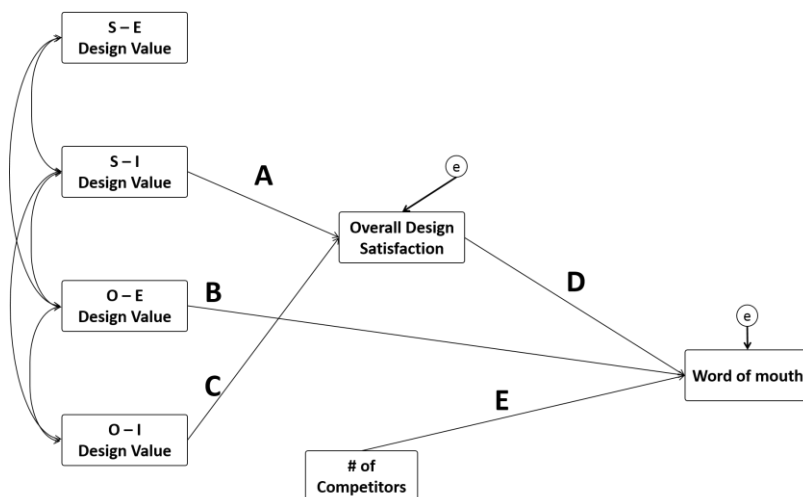 S – E
Design Value
S – I
Design Value
A
e
Overall Design
Satisfaction
O – E
Design Value
B
D
e
C
Word of mouth
E
O – I
Design Value
# of
Competitors